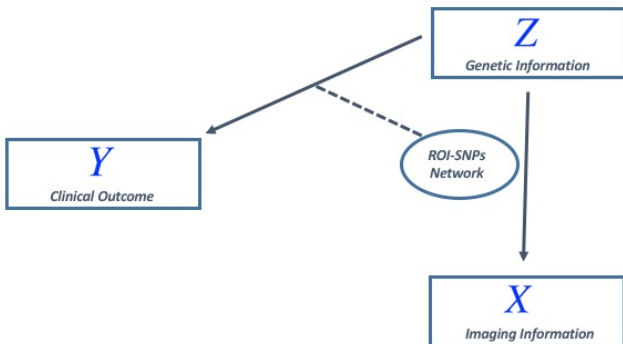 Z
Genetic Information
Y
Clinical Outcome
ROI-SNPs
Network
X
Imaging Information